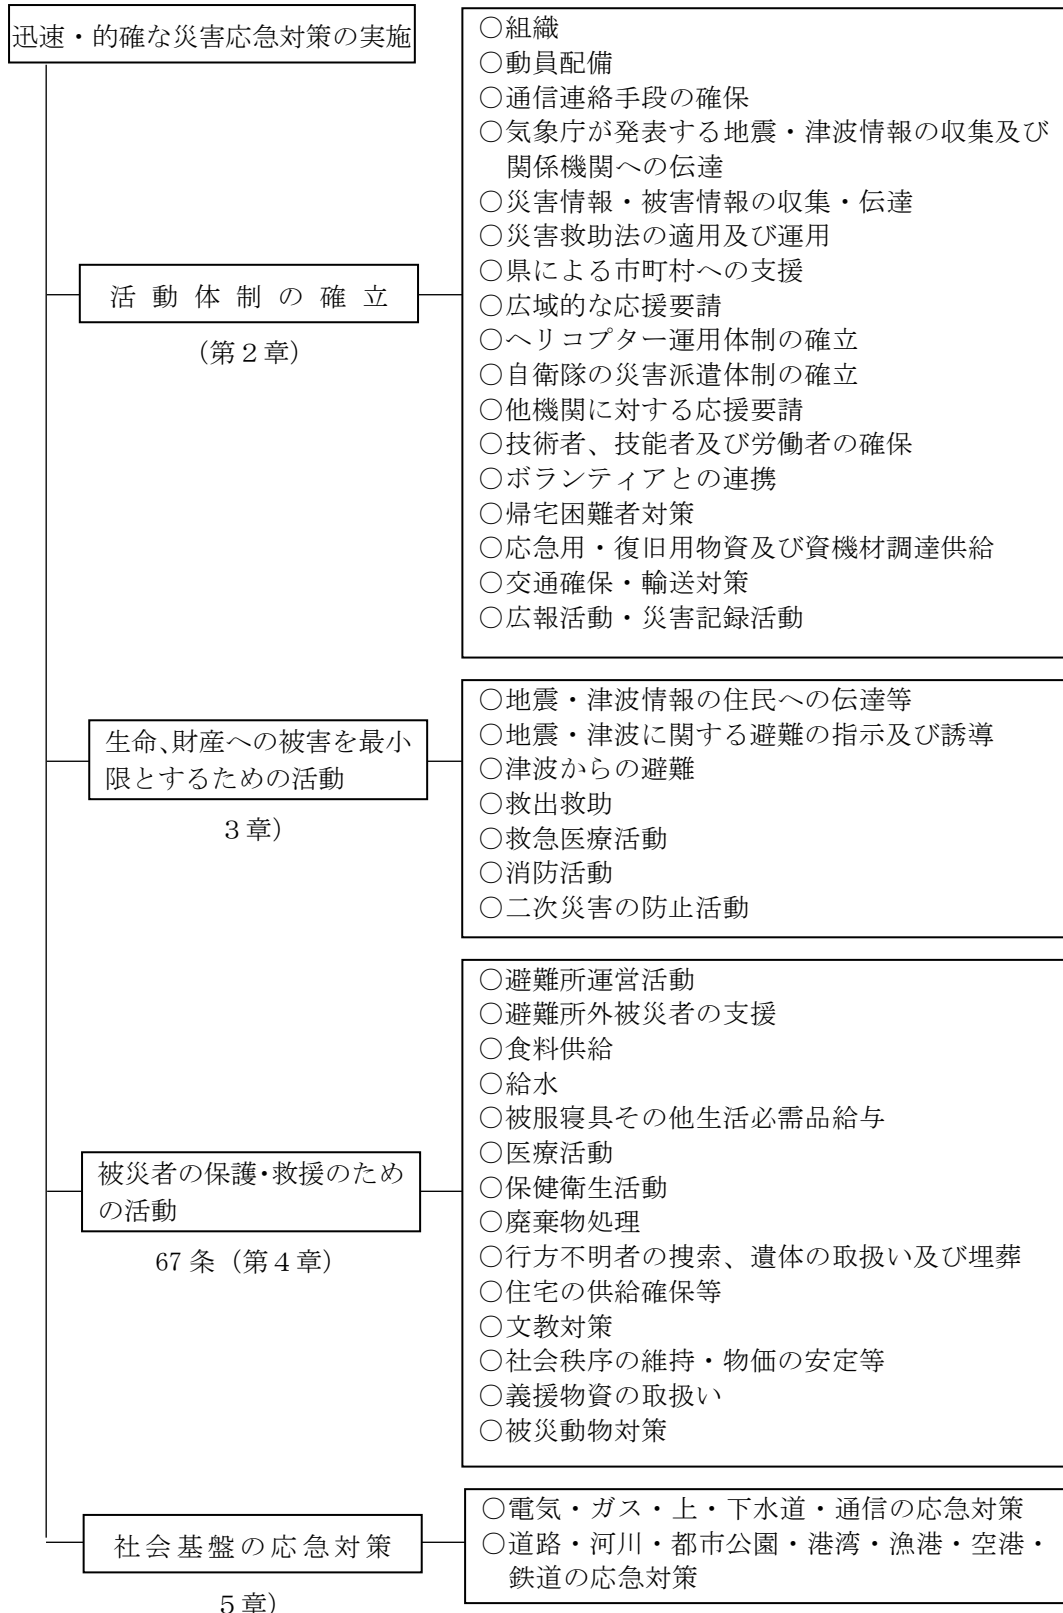 迅速・的確な災害応急対策の実施
○組織
○動員配備
○通信連絡手段の確保
○気象庁が発表する地震・津波情報の収集及び
関係機関への伝達
○災害情報・被害情報の収集・伝達
○災害救助法の適用及び運用
○県による市町村への支援
○広域的な応援要請
○ヘリコプター運用体制の確立
○自衛隊の災害派遣体制の確立
○他機関に対する応援要請
○技術者、技能者及び労働者の確保
○ボランティアとの連携
○帰宅困難者対策
○応急用・復旧用物資及び資機材調達供給
○交通確保・輸送対策
○広報活動・災害記録活動
活動体制の確立
(第2章)
○地震・津波情報の住民への伝達等
○地震・津波に関する避難の指示及び誘導
○津波からの避難
○救出救助
○救急医療活動
○消防活動
○二次災害の防止活動
生命、財産への被害を最小
限とするための活動
3章)
○避難所運営活動
○避難所外被災者の支援
○食料供給
○給水
○被服寝具その他生活必需品給与
○医療活動
○保健衛生活動
○廃棄物処理
○行方不明者の捜索、遺体の取扱い及び埋葬
○住宅の供給確保等
○文教対策
○社会秩序の維持・物価の安定等
○義援物資の取扱い
○被災動物対策
被災者の保護・救援のため
の活動
67条(第4章)
○電気・ガス・上・下水道・通信の応急対策
○道路・河川・都市公園・港湾・漁港・空港・
鉄道の応急対策
社会基盤の応急対策
5章)